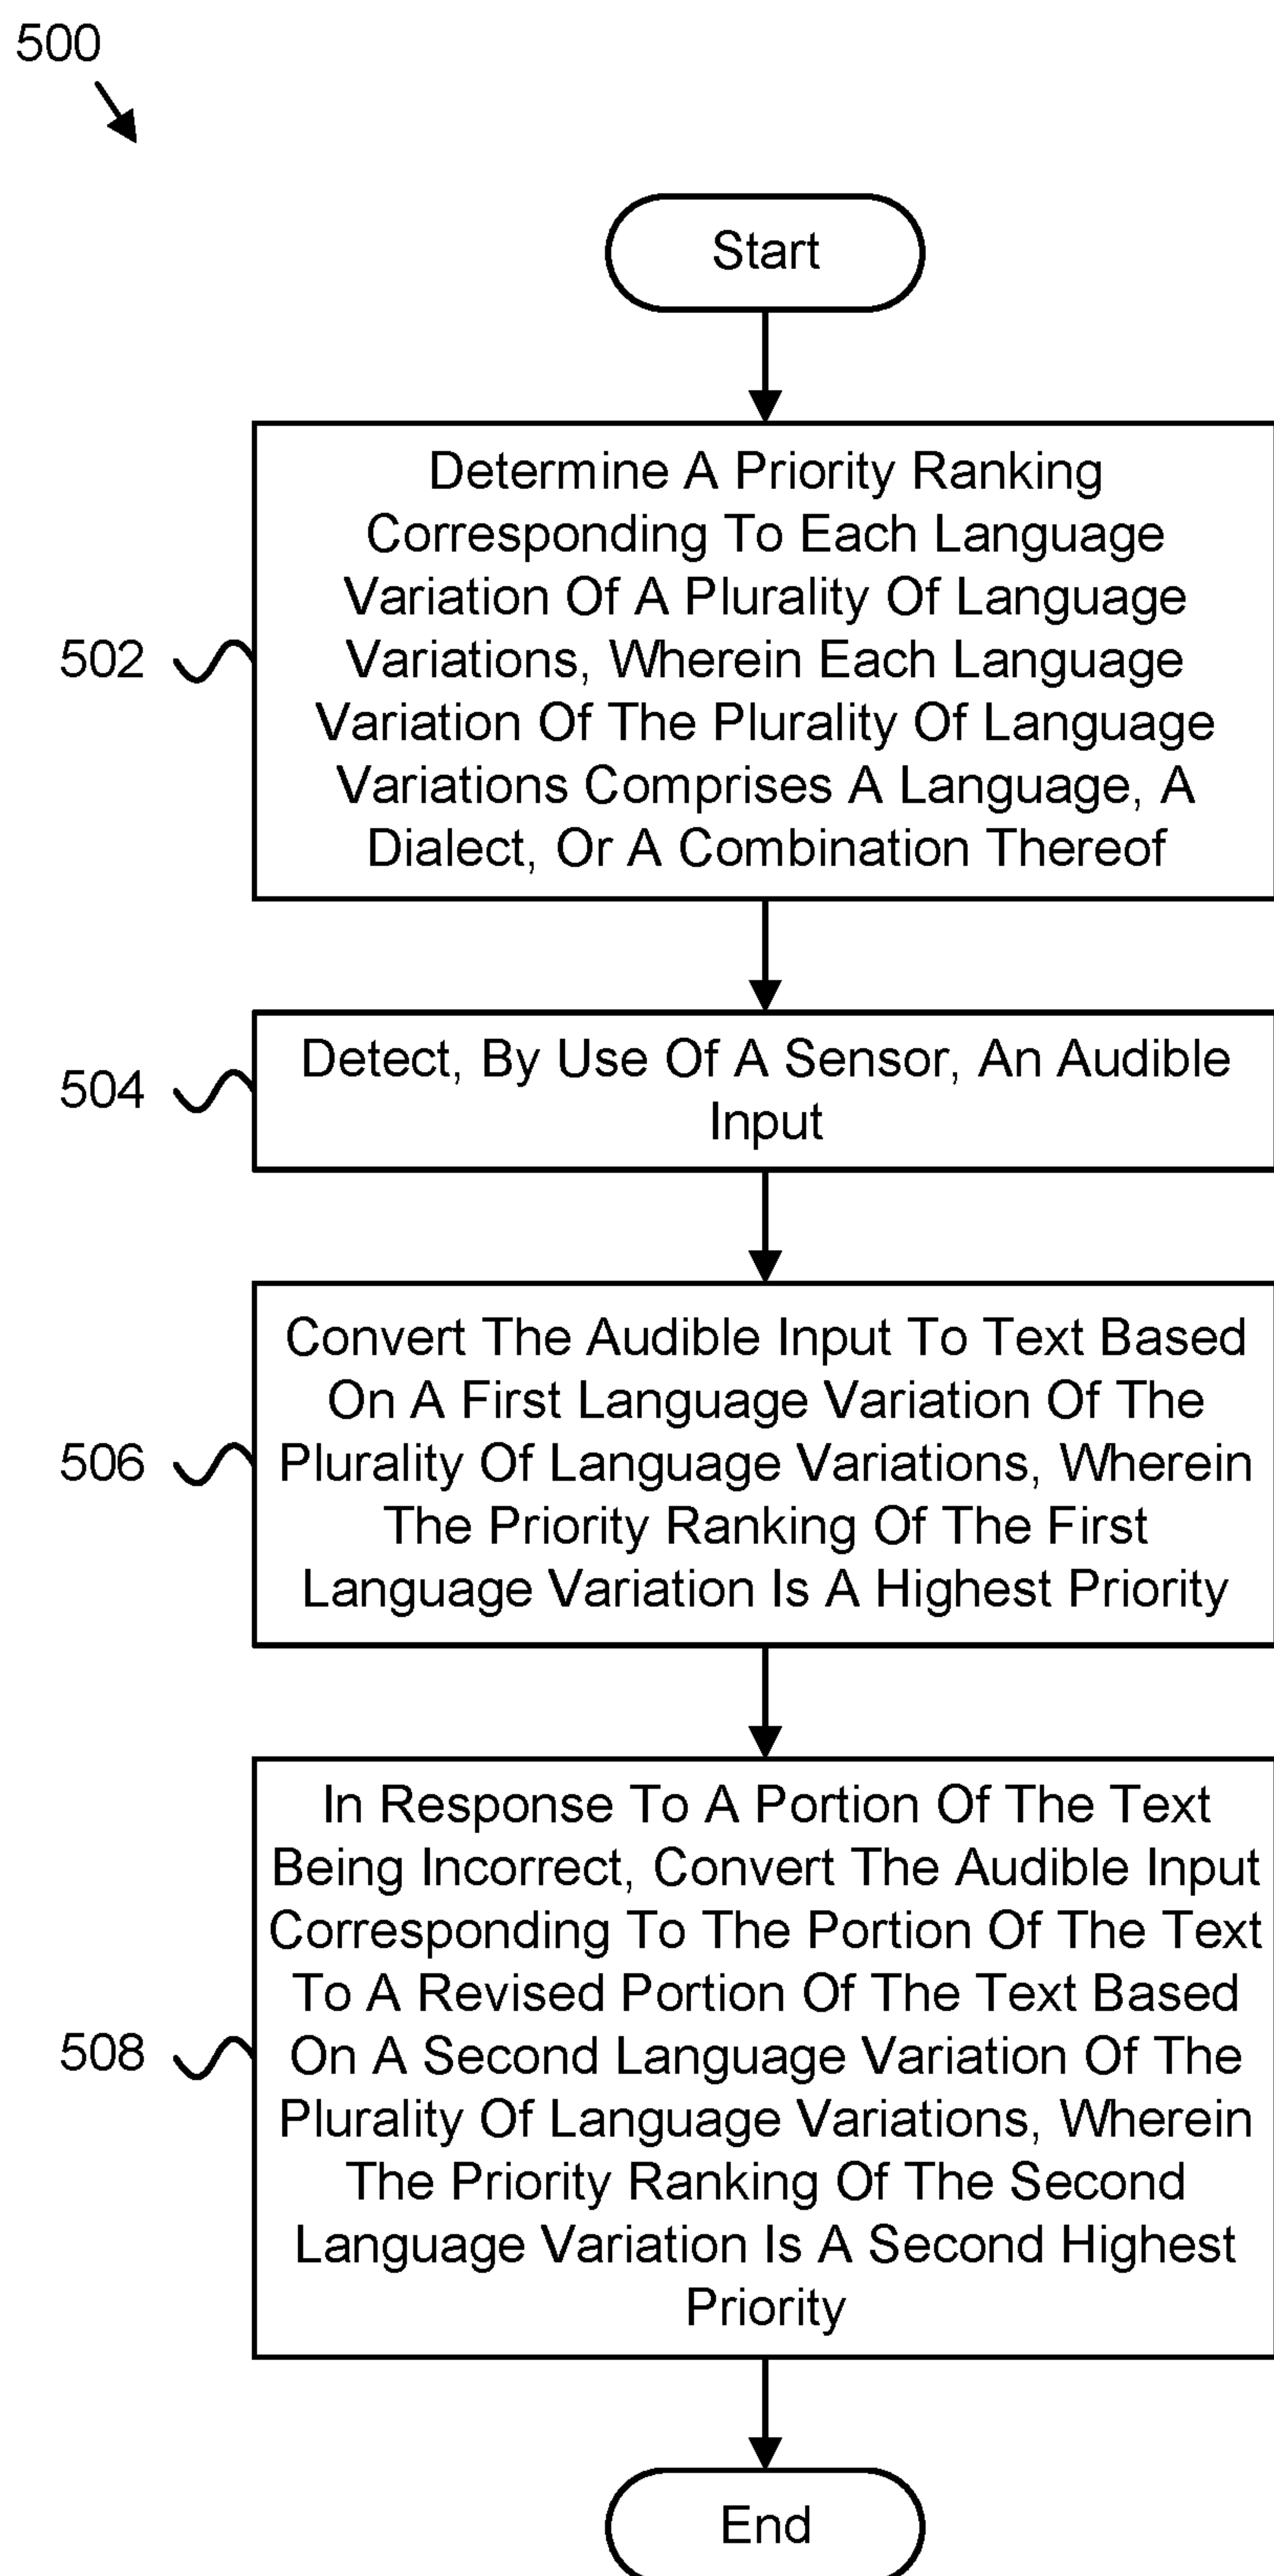 500
Start
Determine A Priority Ranking
Corresponding To Each Language
Variation Of A Plurality Of Language
Variations, Wherein Each Language
Variation Of The Plurality Of Language
Variations Comprises A Language, A
Dialect, Or A Combination Thereof
502
Detect, By Use Of A Sensor, An Audible
Input
504
Convert The Audible Input To Text Based
On A First Language Variation Of The
Plurality Of Language Variations, Wherein
The Priority Ranking Of The First
Language Variation Is A Highest Priority
506
In Response To A Portion Of The Text
Being Incorrect, Convert The Audible Input
Corresponding To The Portion Of The Text
To A Revised Portion Of The Text Based
On A Second Language Variation Of The
Plurality Of Language Variations, Wherein
The Priority Ranking Of The Second
Language Variation Is A Second Highest
Priority
508
End